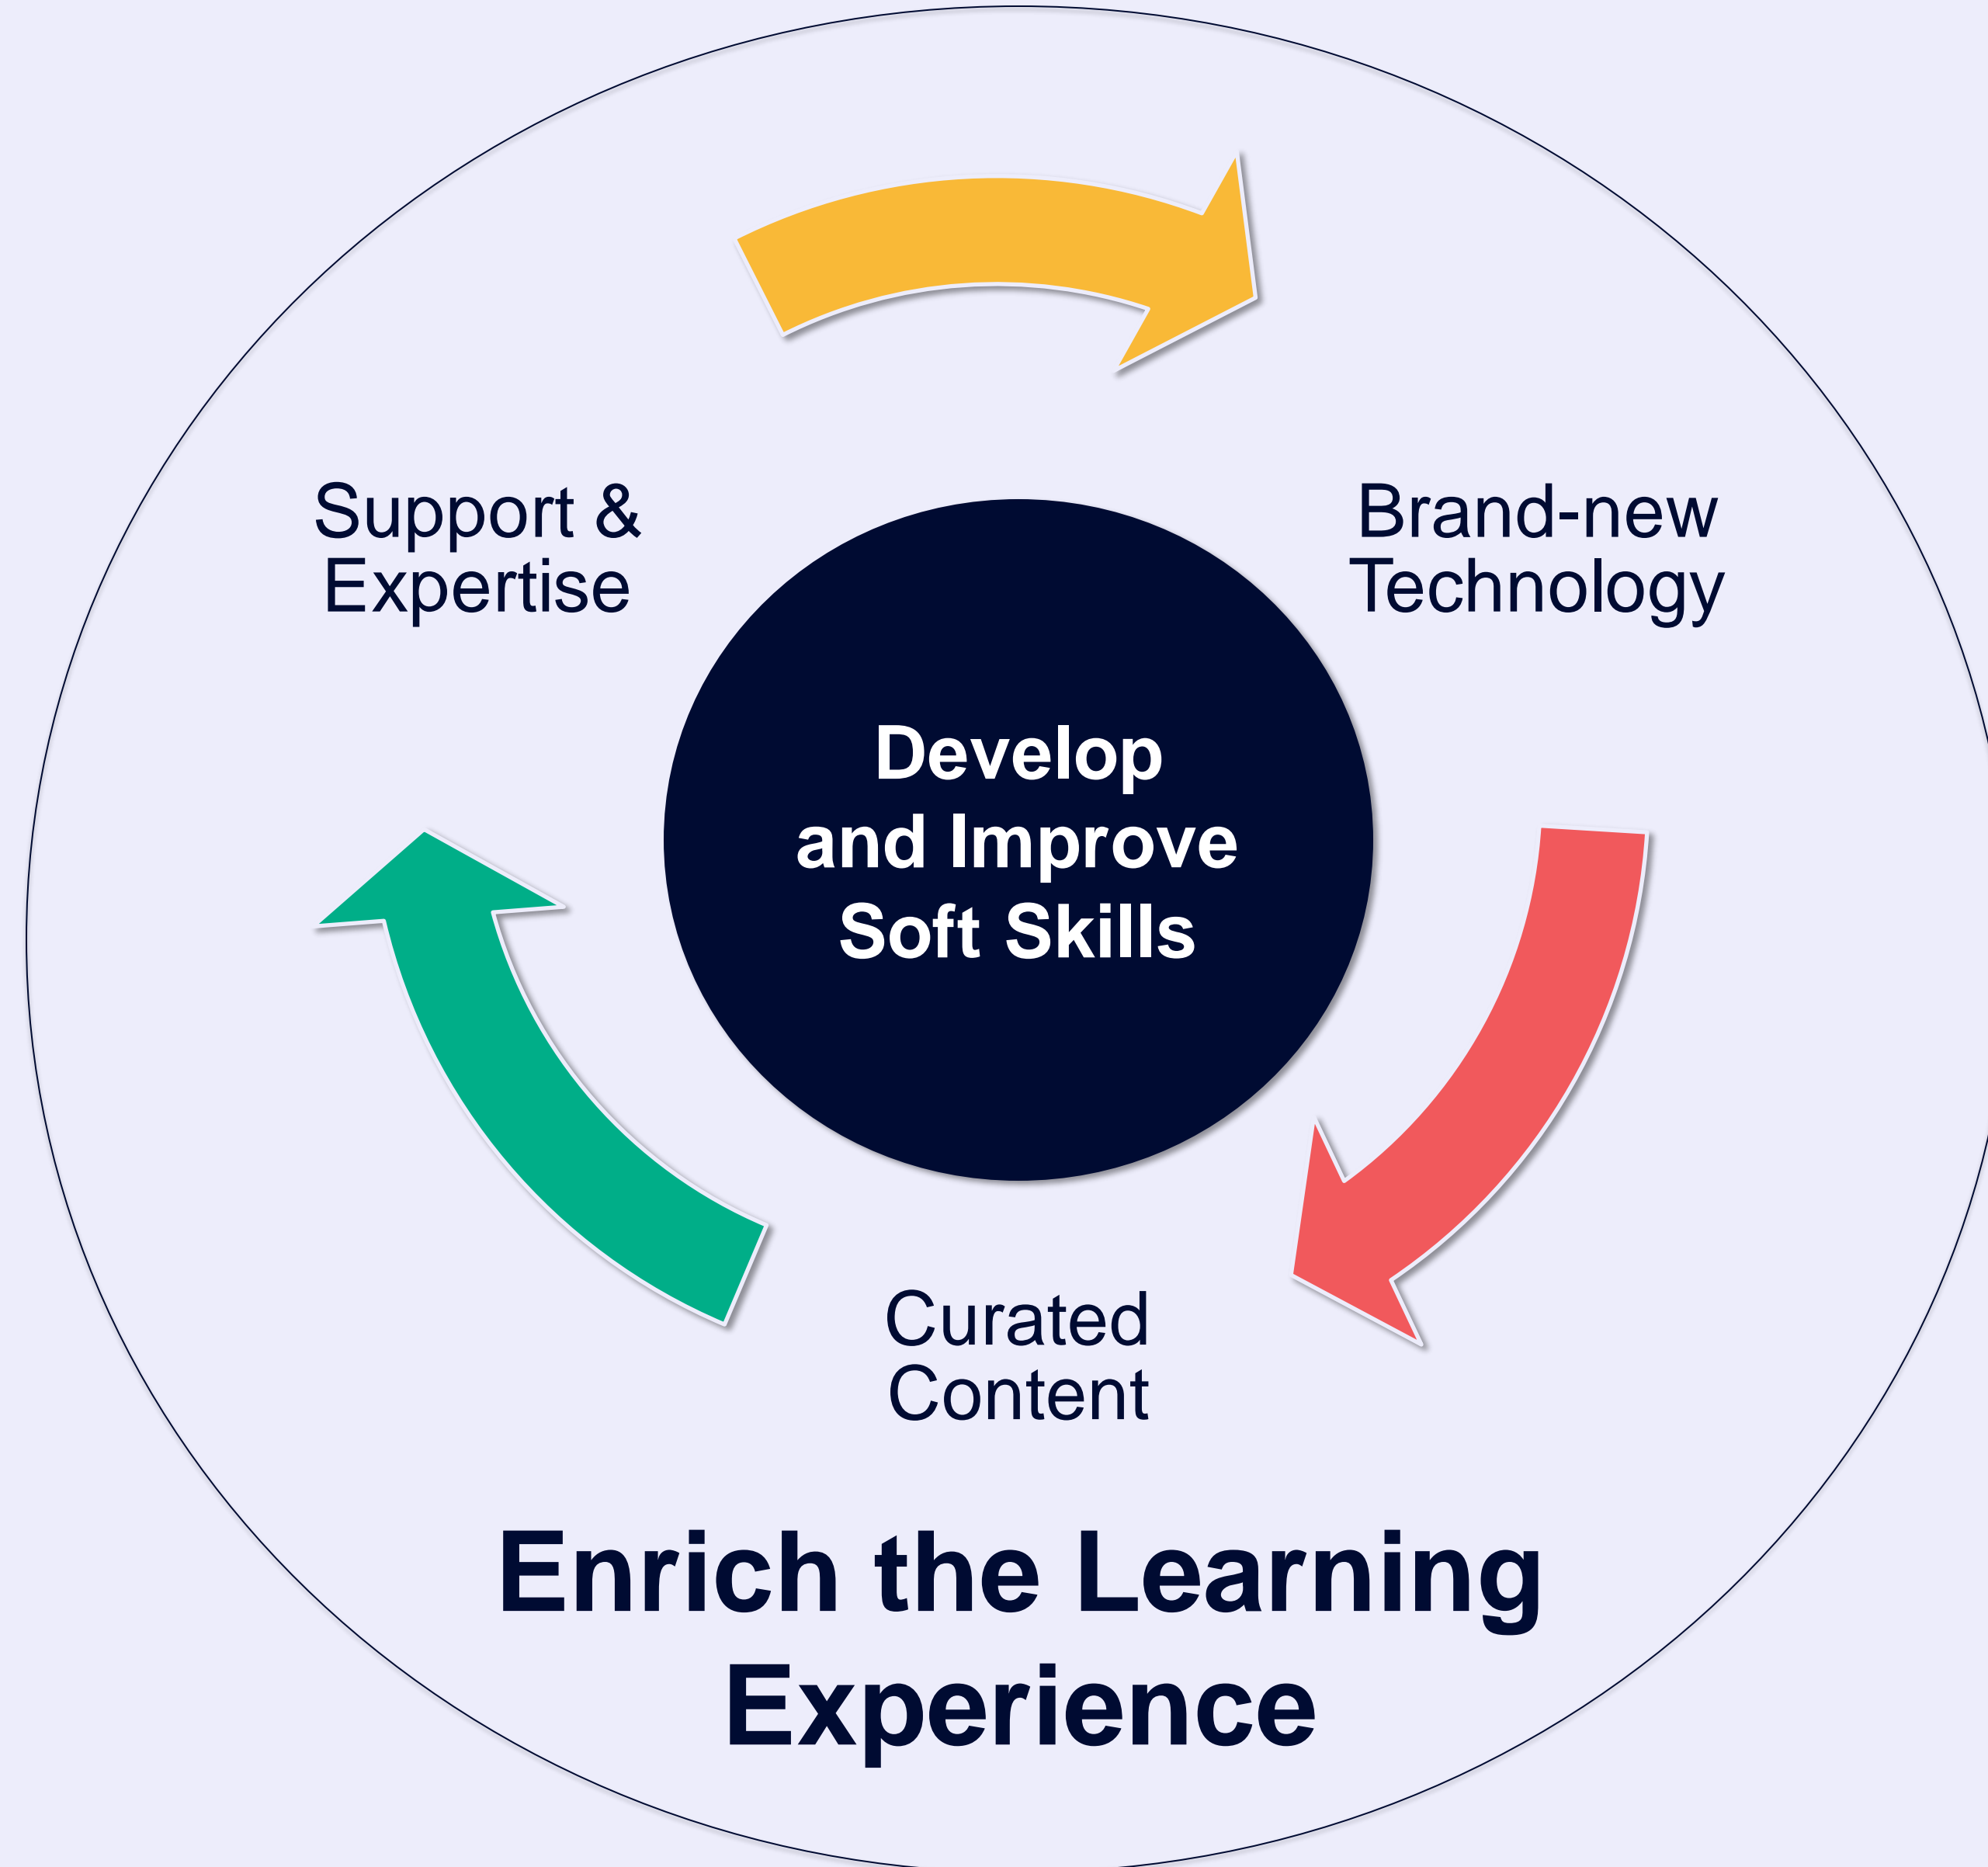 Support &
Expertise
Brand-new
Technology
Develop
and Improve
Soft Skills
Curated
Content
Enrich the Learning
Experience